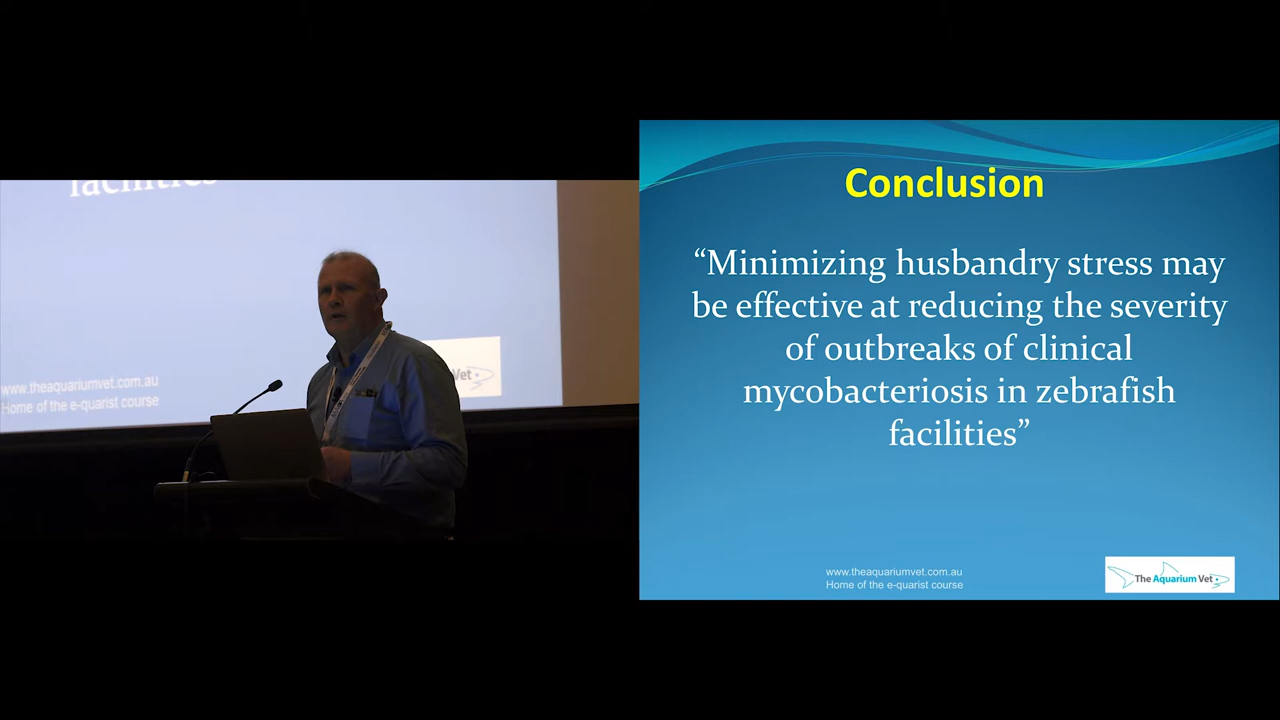 facilities
www.theaquariumvet.com.au
Home of the e-quarist course
Vet
Conclusion
“Minimizing husbandry stress may
be effective at reducing the severity
of outbreaks of clinical
mycobacteriosis in zebrafish
facilities”
www.theaquariumvet.com.au
Home of the e-quarist course
The Aquarium Vet